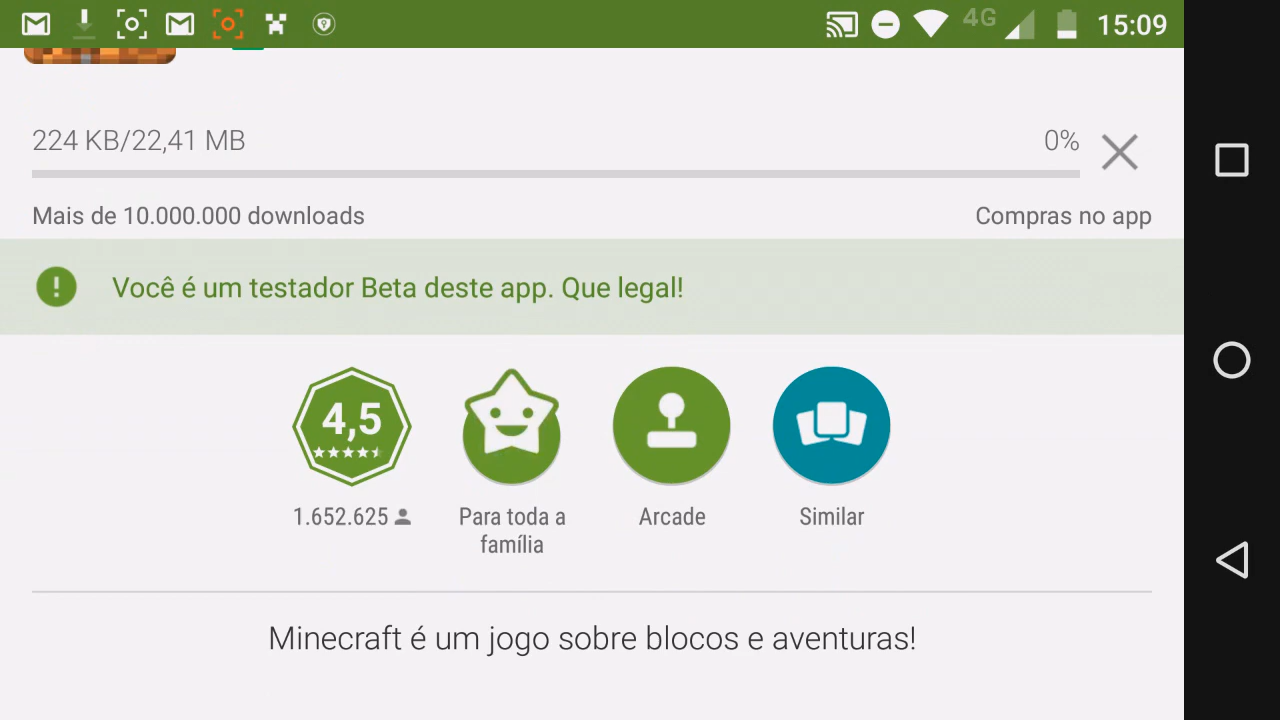 4G 15:09
224 KB/22,41 MB 0%
Mais de 10.000.000 downloads Compras no app
Você é um testador Beta deste app. Que legal!
4,5
1.652.625 Para toda a família Arcade Similar
Minecraft é um jogo sobre blocos e aventuras!